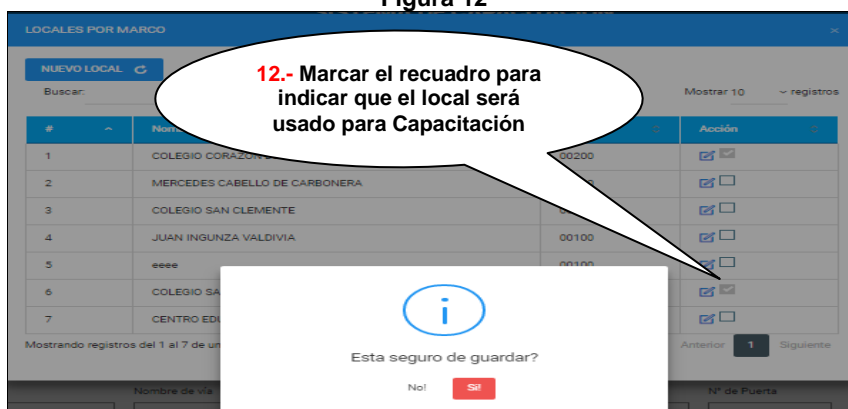 Figura 12
LOCALES POR MARCO ×
NUEVO LOCAL
12.- Marcar el recuadro para
indicar que el local será
usado para Capacitación
Buscar: Mostrar 10 registros
# Acción
1 COLEGIO CORAZON 00200
2 MERCEDES CABELLO DE CARBONERA
3 COLEGIO SAN CLEMENTE
4 JUAN INGUNZA VALDIVIA 00100
5 eeee 00100
6 COLEGIO
7 CENTRO
Mostrando registros del 1 al 7 de Anterior 1 Siguiente
i
Esta seguro de guardar?
No! Si!
Nombre de vía N° de Puerta